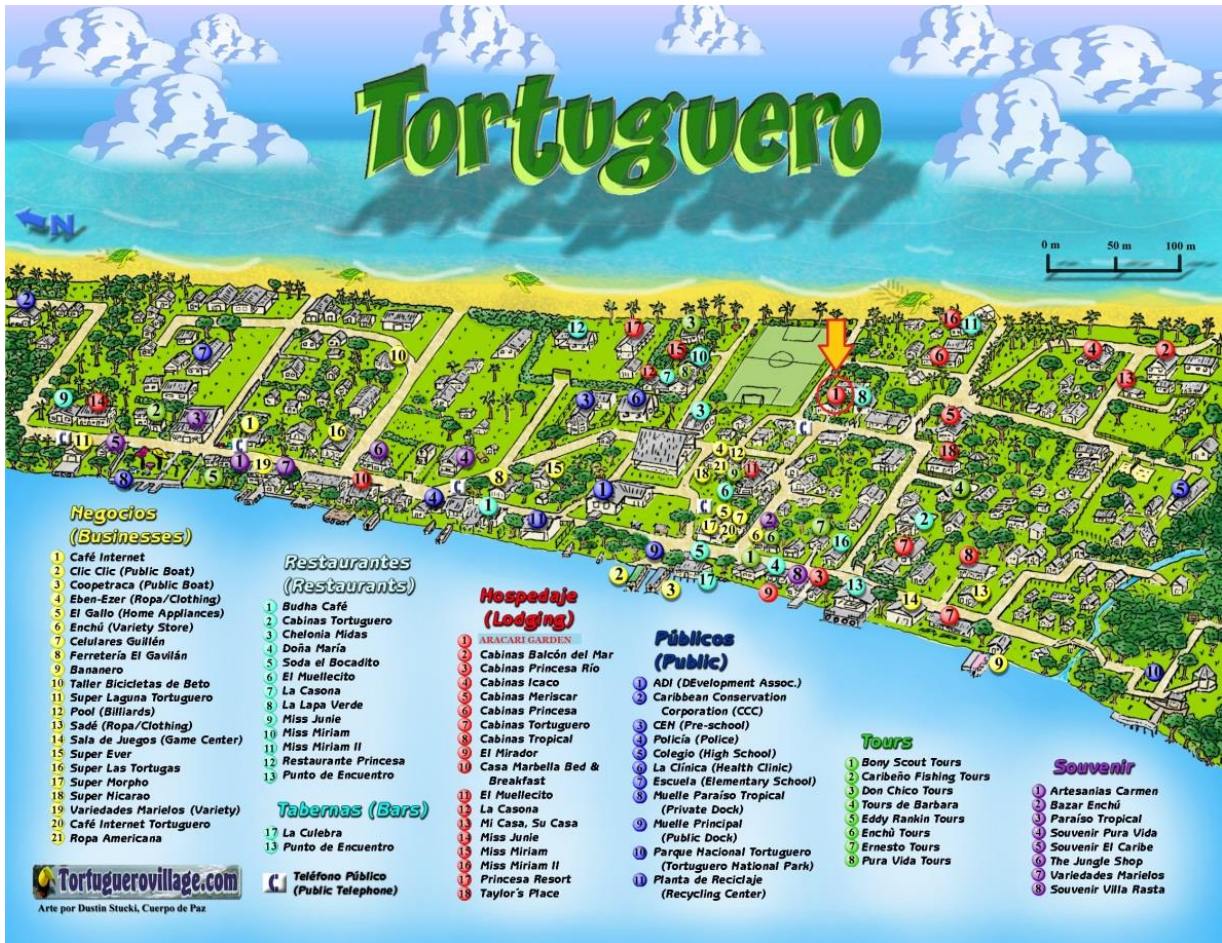 Tortuguero
N
0 m 50 m 100 m
Negocios
(Businesses)
1 Café Internet
2 Clic Clic (Public Boat)
3 Coopetraca (Public Boat)
4 Eben-Ezer (Ropa/Clothing)
5 El Gallo (Home Appliances)
6 Enchú (Variety Store)
7 Celulares Guillén
8 Ferretería El Gavilán
9 Bananero
10 Taller Bicicletas de Beto
11 Super Laguna Tortuguero
12 Pool (Billiards)
13 Sadé (Ropa/Clothing)
14 Sala de Juegos (Game Center)
15 Super Ever
16 Super Las Tortugas
17 Super Morpho
18 Super Nicarao
19 Variedades Marielos (Variety)
20 Café Internet Tortuguero
21 Ropa Americana
Tortuguerovillage.com
Arte por Dustin Stucki, Cuerpo de Paz
Restaurantes
(Restaurants)
1 Budha Café
2 Cabinas Tortuguero
3 Chelonia Midas
4 Doña María
5 Soda el Bocadito
6 El Muellecito
7 La Casona
8 La Lapa Verde
9 Miss Junie
10 Miss Miriam
11 Miss Miriam II
12 Restaurante Princesa
13 Punto de Encuentro
Tabernas (Bars)
17 La Culebra
13 Punto de Encuentro
Teléfono Público
(Public Telephone)
Hospedaje
(Lodging)
1 ARACARI GARDEN
2 Cabinas Balcón del Mar
3 Cabinas Princesa Río
4 Cabinas Icaco
5 Cabinas Meriscar
6 Cabinas Princesa
7 Cabinas Tortuguero
8 Cabinas Tropical
9 El Mirador
10 Casa Marbella Bed &
Breakfast
11 El Muellecito
12 La Casona
13 Mi Casa, Su Casa
14 Miss Junie
15 Miss Miriam
16 Miss Miriam II
17 Princesa Resort
18 Taylor's Place
Públicos
(Public)
1 ADI (DEvelopment Assoc.)
2 Caribbean Conservation
Corporation (CCC)
3 CEN (Pre-school)
4 Policía (Police)
5 Colegio (High School)
6 La Clínica (Health Clinic)
7 Escuela (Elementary School)
8 Muelle Paraíso Tropical
(Private Dock)
9 Muelle Principal
(Public Dock)
10 Parque Nacional Tortuguero
(Tortuguero National Park)
11 Planta de Reciclaje
(Recycling Center)
Tours
1 Bony Scout Tours
2 Caribeño Fishing Tours
3 Don Chico Tours
4 Tours de Barbara
5 Eddy Rankin Tours
6 Enchù Tours
7 Ernesto Tours
8 Pura Vida Tours
Souvenir
1 Artesanias Carmen
2 Bazar Enchú
3 Paraíso Tropical
4 Souvenir Pura Vida
5 Souvenir El Caribe
6 The Jungle Shop
7 Variedades Marielos
8 Souvenir Villa Rasta